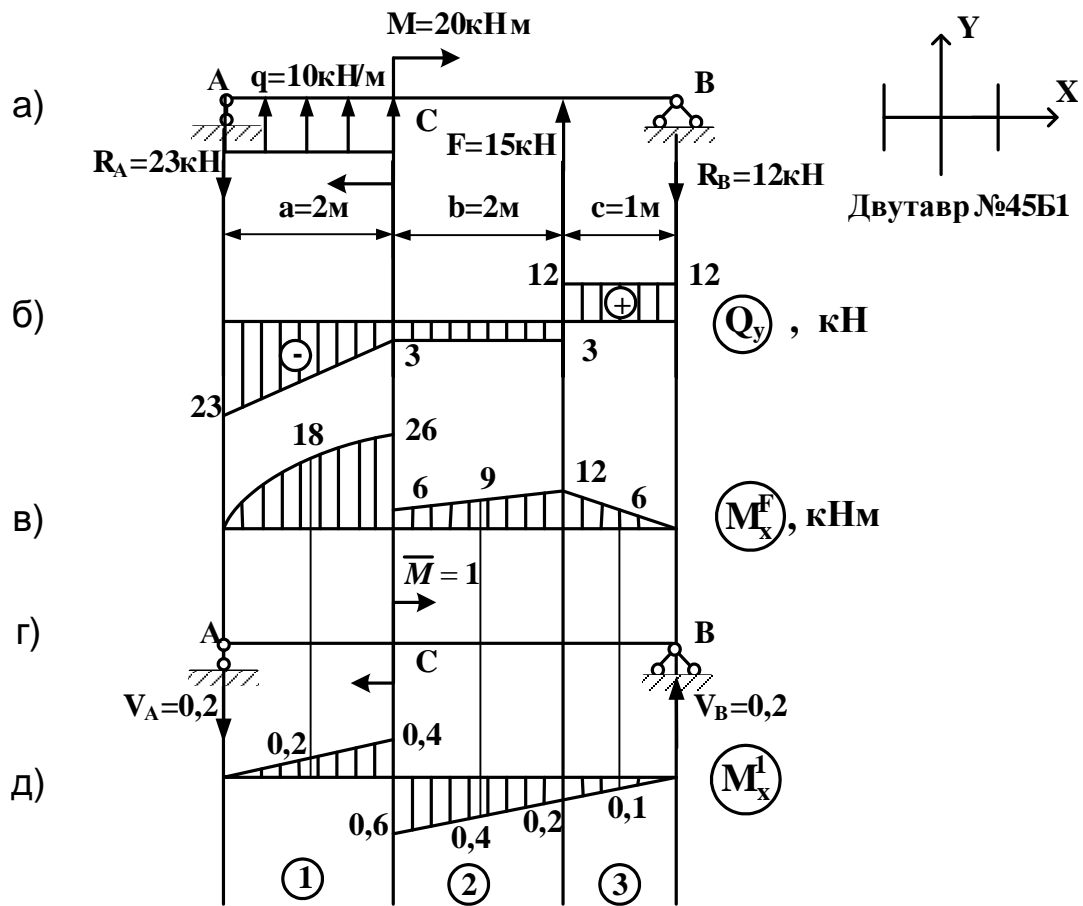 M=20кНм
Y
A
q=10кН/м
B
X
а)
C
F=15кН
R_A=23кН
R_B=12кН
a=2м
b=2м
c=1м
Двутавр №45Б1
12
12
б)
+
Q_y , кН
-
3
3
23
18
26
12
6
9
6
в)
M_x^F, кНм
M̅ = 1
г)
A
B
C
V_A=0,2
V_B=0,2
0,2
0,4
M_x^1
д)
0,6
0,4
0,2
0,1
1
2
3